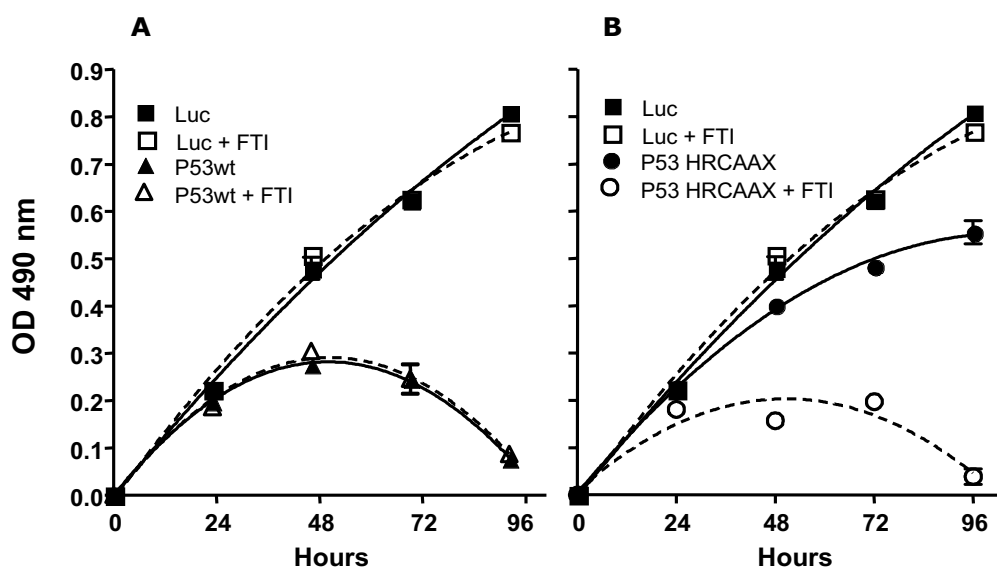 A
B
OD 490 nm
0.9
0.8
0.7
0.6
0.5
0.4
0.3
0.2
0.1
0.0
Luc
Luc + FTI
P53wt
P53wt + FTI
0 24 48 72 96
Hours
Luc
Luc + FTI
P53 HRCAAX
P53 HRCAAX + FTI
0 24 48 72 96
Hours